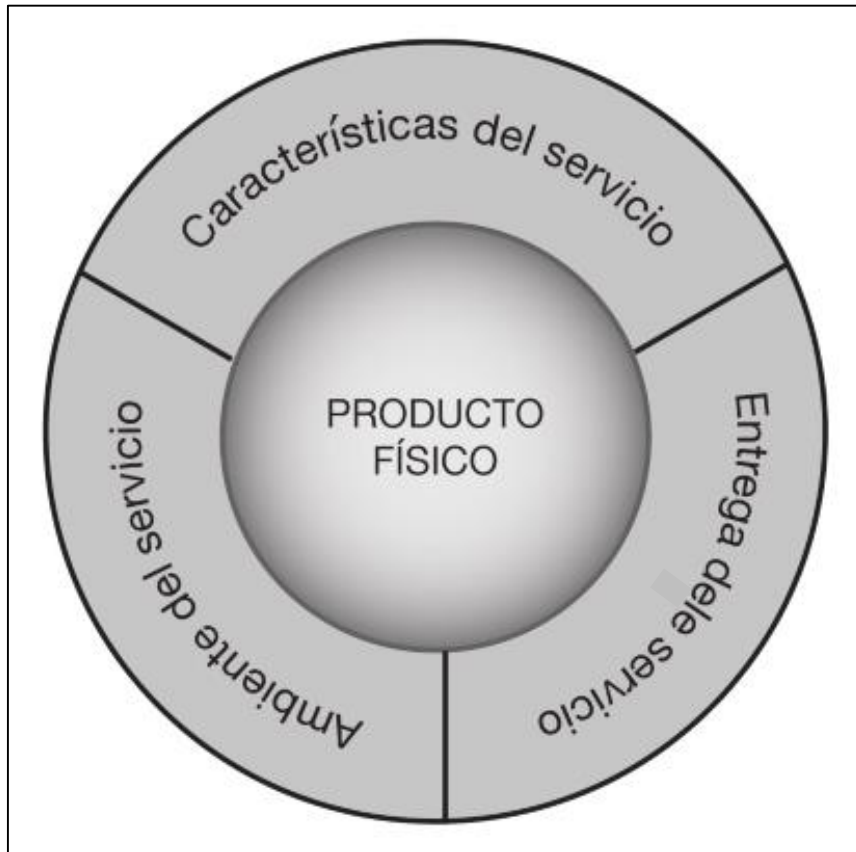 Características del servicio
PRODUCTO
FÍSICO
Ambiente del servicio
Entrega dele servicio